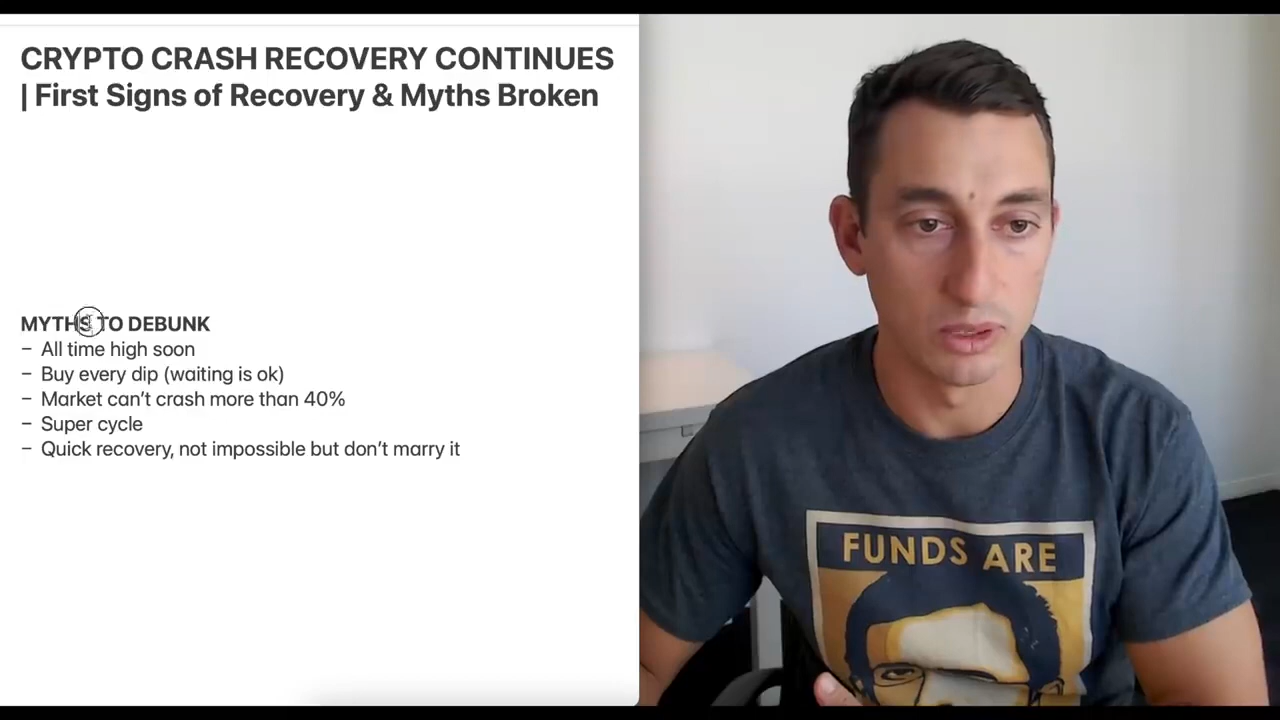 CRYPTO CRASH RECOVERY CONTINUES
| First Signs of Recovery & Myths Broken
MYTHS TO DEBUNK
– All time high soon
– Buy every dip (waiting is ok)
– Market can’t crash more than 40%
– Super cycle
– Quick recovery, not impossible but don’t marry it
FUNDS ARE